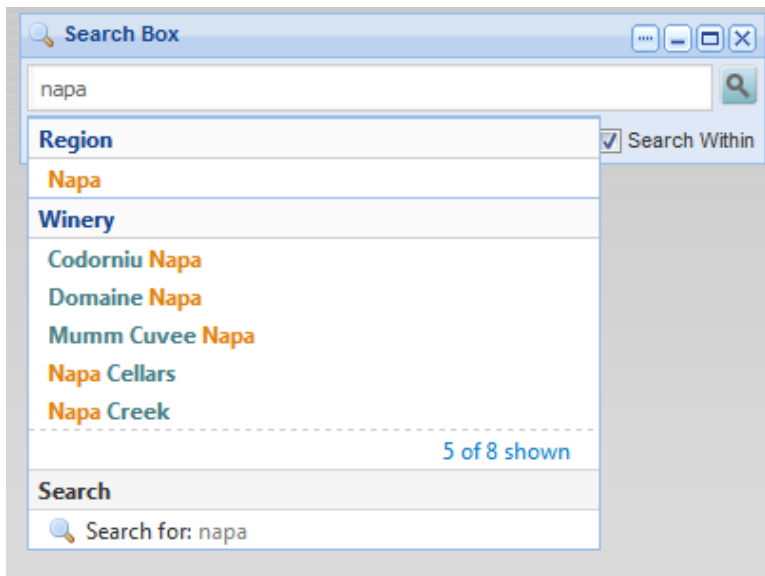 Search Box
napa
Search Within
Region
Napa
Winery
Codorniu Napa
Domaine Napa
Mumm Cuvee Napa
Napa Cellars
Napa Creek
5 of 8 shown
Search
Search for: napa